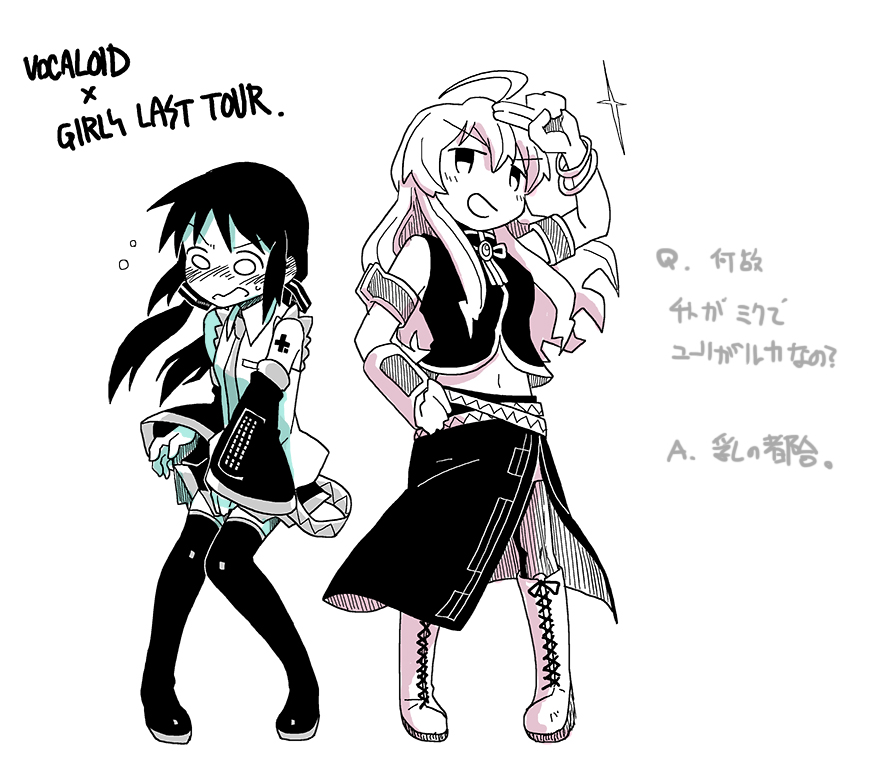 VOCALOID
×
GIRLS LAST TOUR.
Q. 何故
チトが ミクで
ユーリがルカなの?
A. 乳の都合。